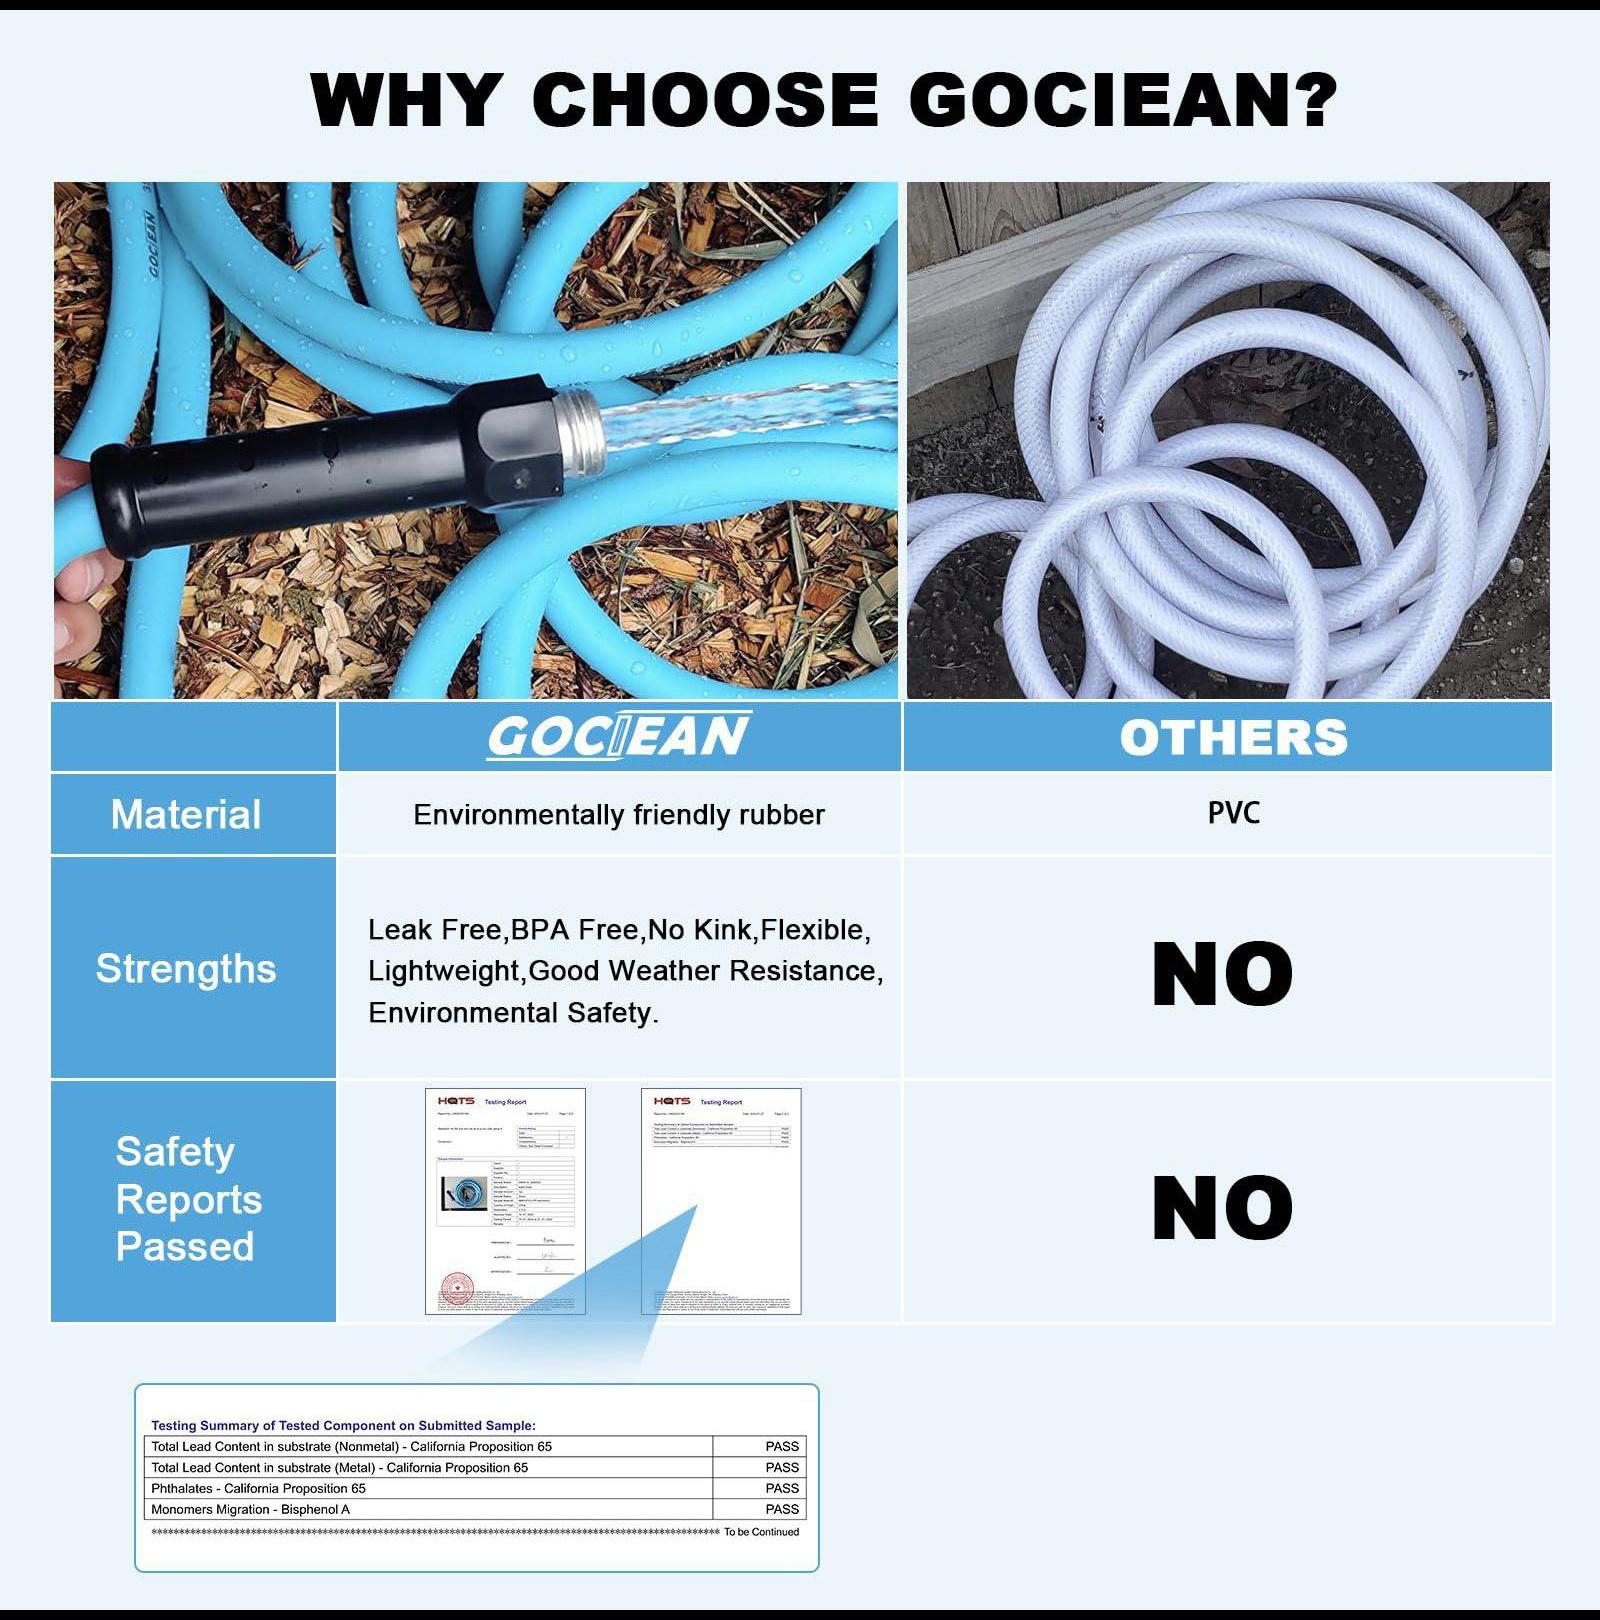 WHY CHOOSE GOCIEAN?
GOCIEAN
GOCIEAN
OTHERS
Material
Environmentally friendly rubber
PVC
Strengths
Leak Free,BPA Free,No Kink,Flexible,
Lightweight,Good Weather Resistance,
Environmental Safety.
NO
Safety
Reports
Passed
HQTS Testing Report
HQTS Testing Report
NO
Testing Summary of Tested Component on Submitted Sample:
Total Lead Content in substrate (Nonmetal) - California Proposition 65 PASS
Total Lead Content in substrate (Metal) - California Proposition 65 PASS
Phthalates - California Proposition 65 PASS
Monomers Migration - Bisphenol A PASS
To be Continued